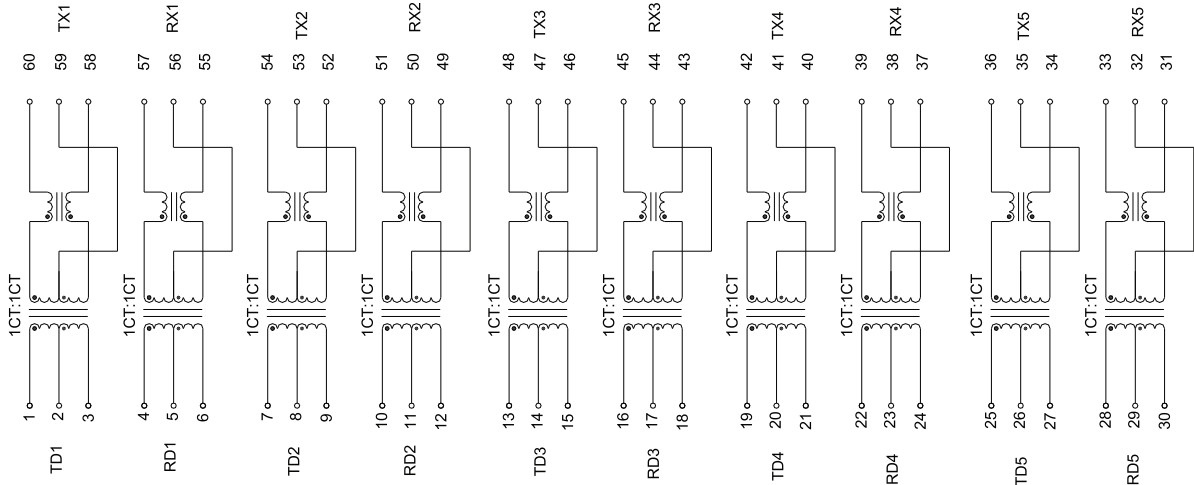 TX1 RX1 TX2 RX2 TX3 RX3 TX4 RX4 TX5 RX5
60 59 58 57 56 55 54 53 52 51 50 49 48 47 46 45 44 43 42 41 40 39 38 37 36 35 34 33 32 31
1CT:1CT 1CT:1CT 1CT:1CT 1CT:1CT 1CT:1CT 1CT:1CT 1CT:1CT 1CT:1CT 1CT:1CT 1CT:1CT
1 2 3 4 5 6 7 8 9 10 11 12 13 14 15 16 17 18 19 20 21 22 23 24 25 26 27 28 29 30
TD1 RD1 TD2 RD2 TD3 RD3 TD4 RD4 TD5 RD5